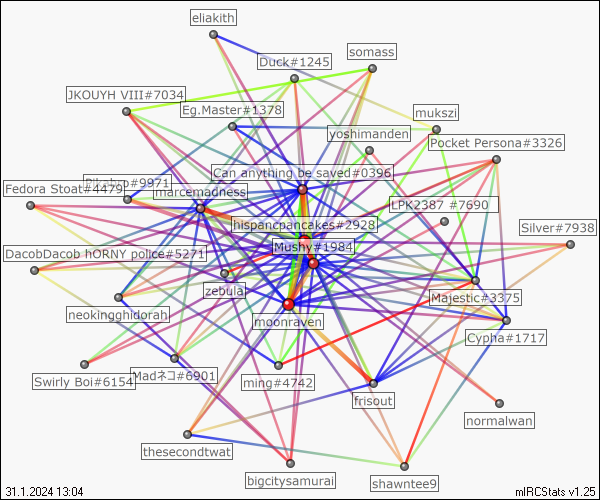 eliakith
somass
Duck#1245
JKOUYH VIII#7034
Eg.Master#1378
mukszi
yoshimanden
Pocket Persona#3326
Can anything be saved#0396
#9971
Fedora Stoat#4479
marcemadness
LPK2387 #7690
hispancpancakes#2928
Silver#7938
Mushy#1984
DacobDacob hORNY police#5271
zebula
Majestic#3375
neokingghidorah
moonraven
Cypha#1717
Swirly Boi#6154
Madネコ#6901
ming#4742
frisout
normalwan
thesecondtwat
bigcitysamurai
shawntee9
31.1.2024 13:04
mIRCStats v1.25